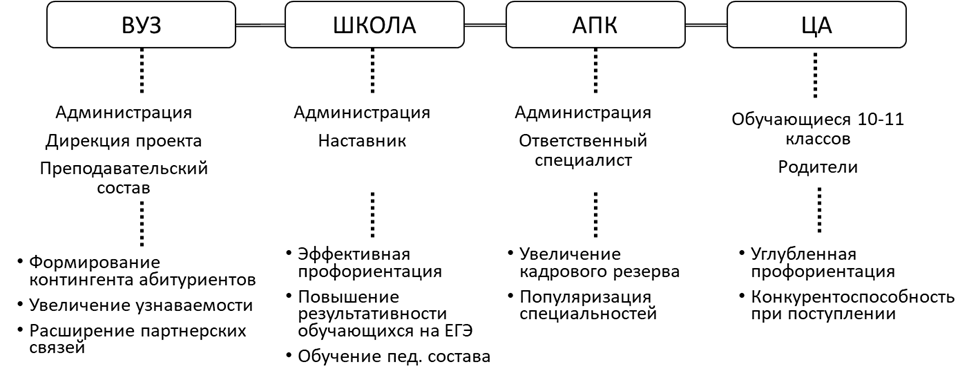 ВУЗ
ШКОЛА
АПК
ЦА
Администрация
Дирекция проекта
Преподавательский
состав
Администрация
Наставник
Администрация
Ответственный
специалист
Обучающиеся 10-11
классов
Родители
• Формирование
контингента абитуриентов
• Увеличение узнаваемости
• Расширение партнерских
связей
• Эффективная
профориентация
• Повышение
результативности
обучающихся на ЕГЭ
• Обучение пед. состава
• Увеличение
кадрового резерва
• Популяризация
специальностей
• Углубленная
профориентация
• Конкурентоспособность
при поступлении